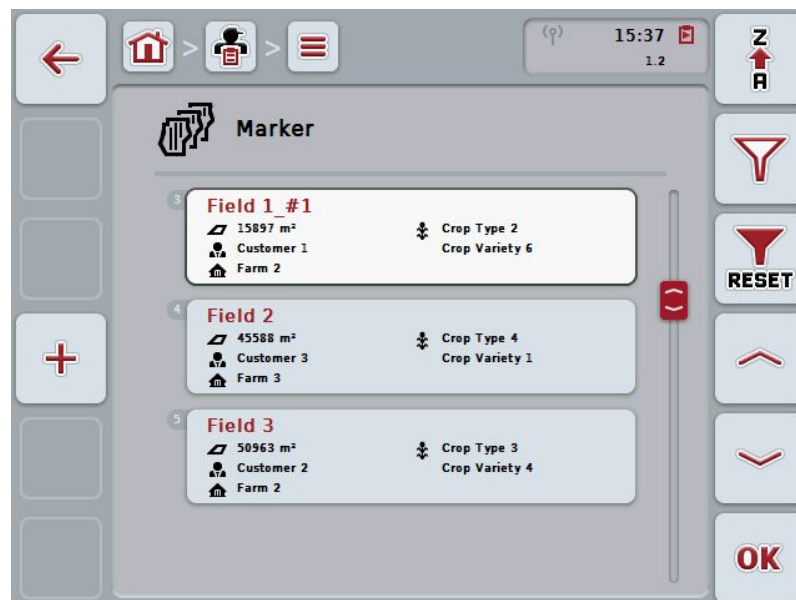 15:37
1.2
Z
A
Marker
3
Field 1_#1
15897 m²
Crop Type 2
Customer 1
Crop Variety 6
Farm 2
RESET
4
Field 2
45588 m²
Crop Type 4
Customer 3
Crop Variety 1
Farm 3
5
Field 3
50963 m²
Crop Type 3
Customer 2
Crop Variety 4
Farm 2
OK